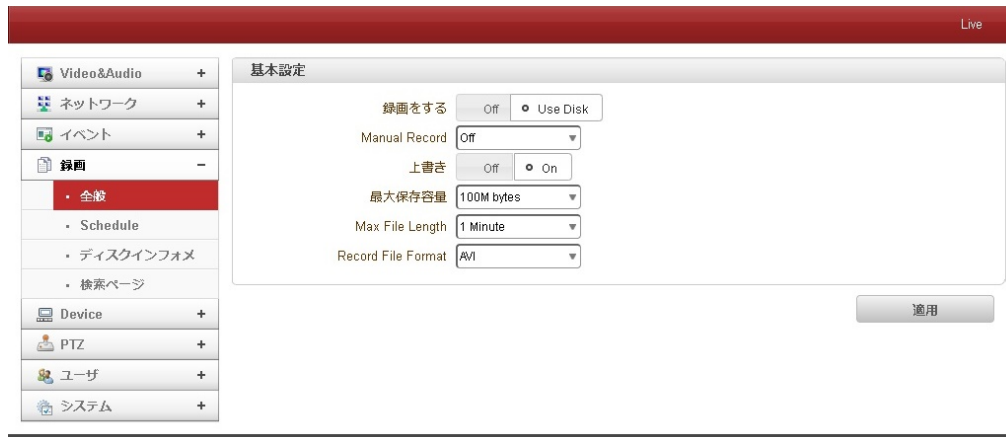 Live
Video&Audio +
ネットワーク +
イベント +
録画 −
全般
Schedule
ディスクインフォメ
検索ページ
Device +
PTZ +
ユーザ +
システム +
基本設定
録画をする Off Use Disk
Manual Record Off
上書き Off On
最大保存容量 100M bytes
Max File Length 1 Minute
Record File Format AVI
適用